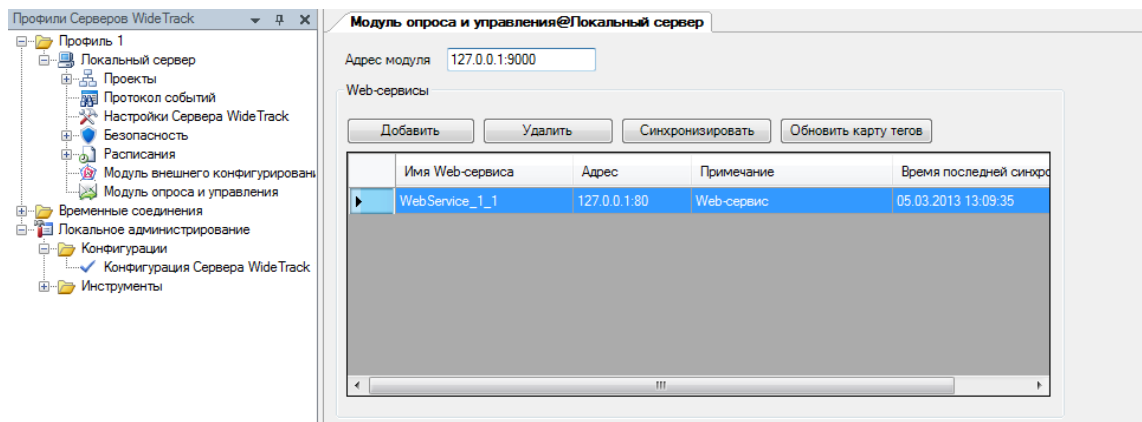 Профили Серверов WideTrack
Профиль 1
Локальный сервер
Проекты
Протокол событий
Настройки Сервера WideTrack
Безопасность
Расписания
Модуль внешнего конфигурировани
Модуль опроса и управления
Временные соединения
Локальное администрирование
Конфигурации
Конфигурация Сервера WideTrack
Инструменты
Модуль опроса и управления@Локальный сервер
Адрес модуля 127.0.0.1:9000
Web-сервисы
Добавить Удалить Синхронизировать Обновить карту тегов
Имя Web-сервиса Адрес Примечание Время последней синхро
WebService_1_1 127.0.0.1:80 Web-сервис 05.03.2013 13:09:35